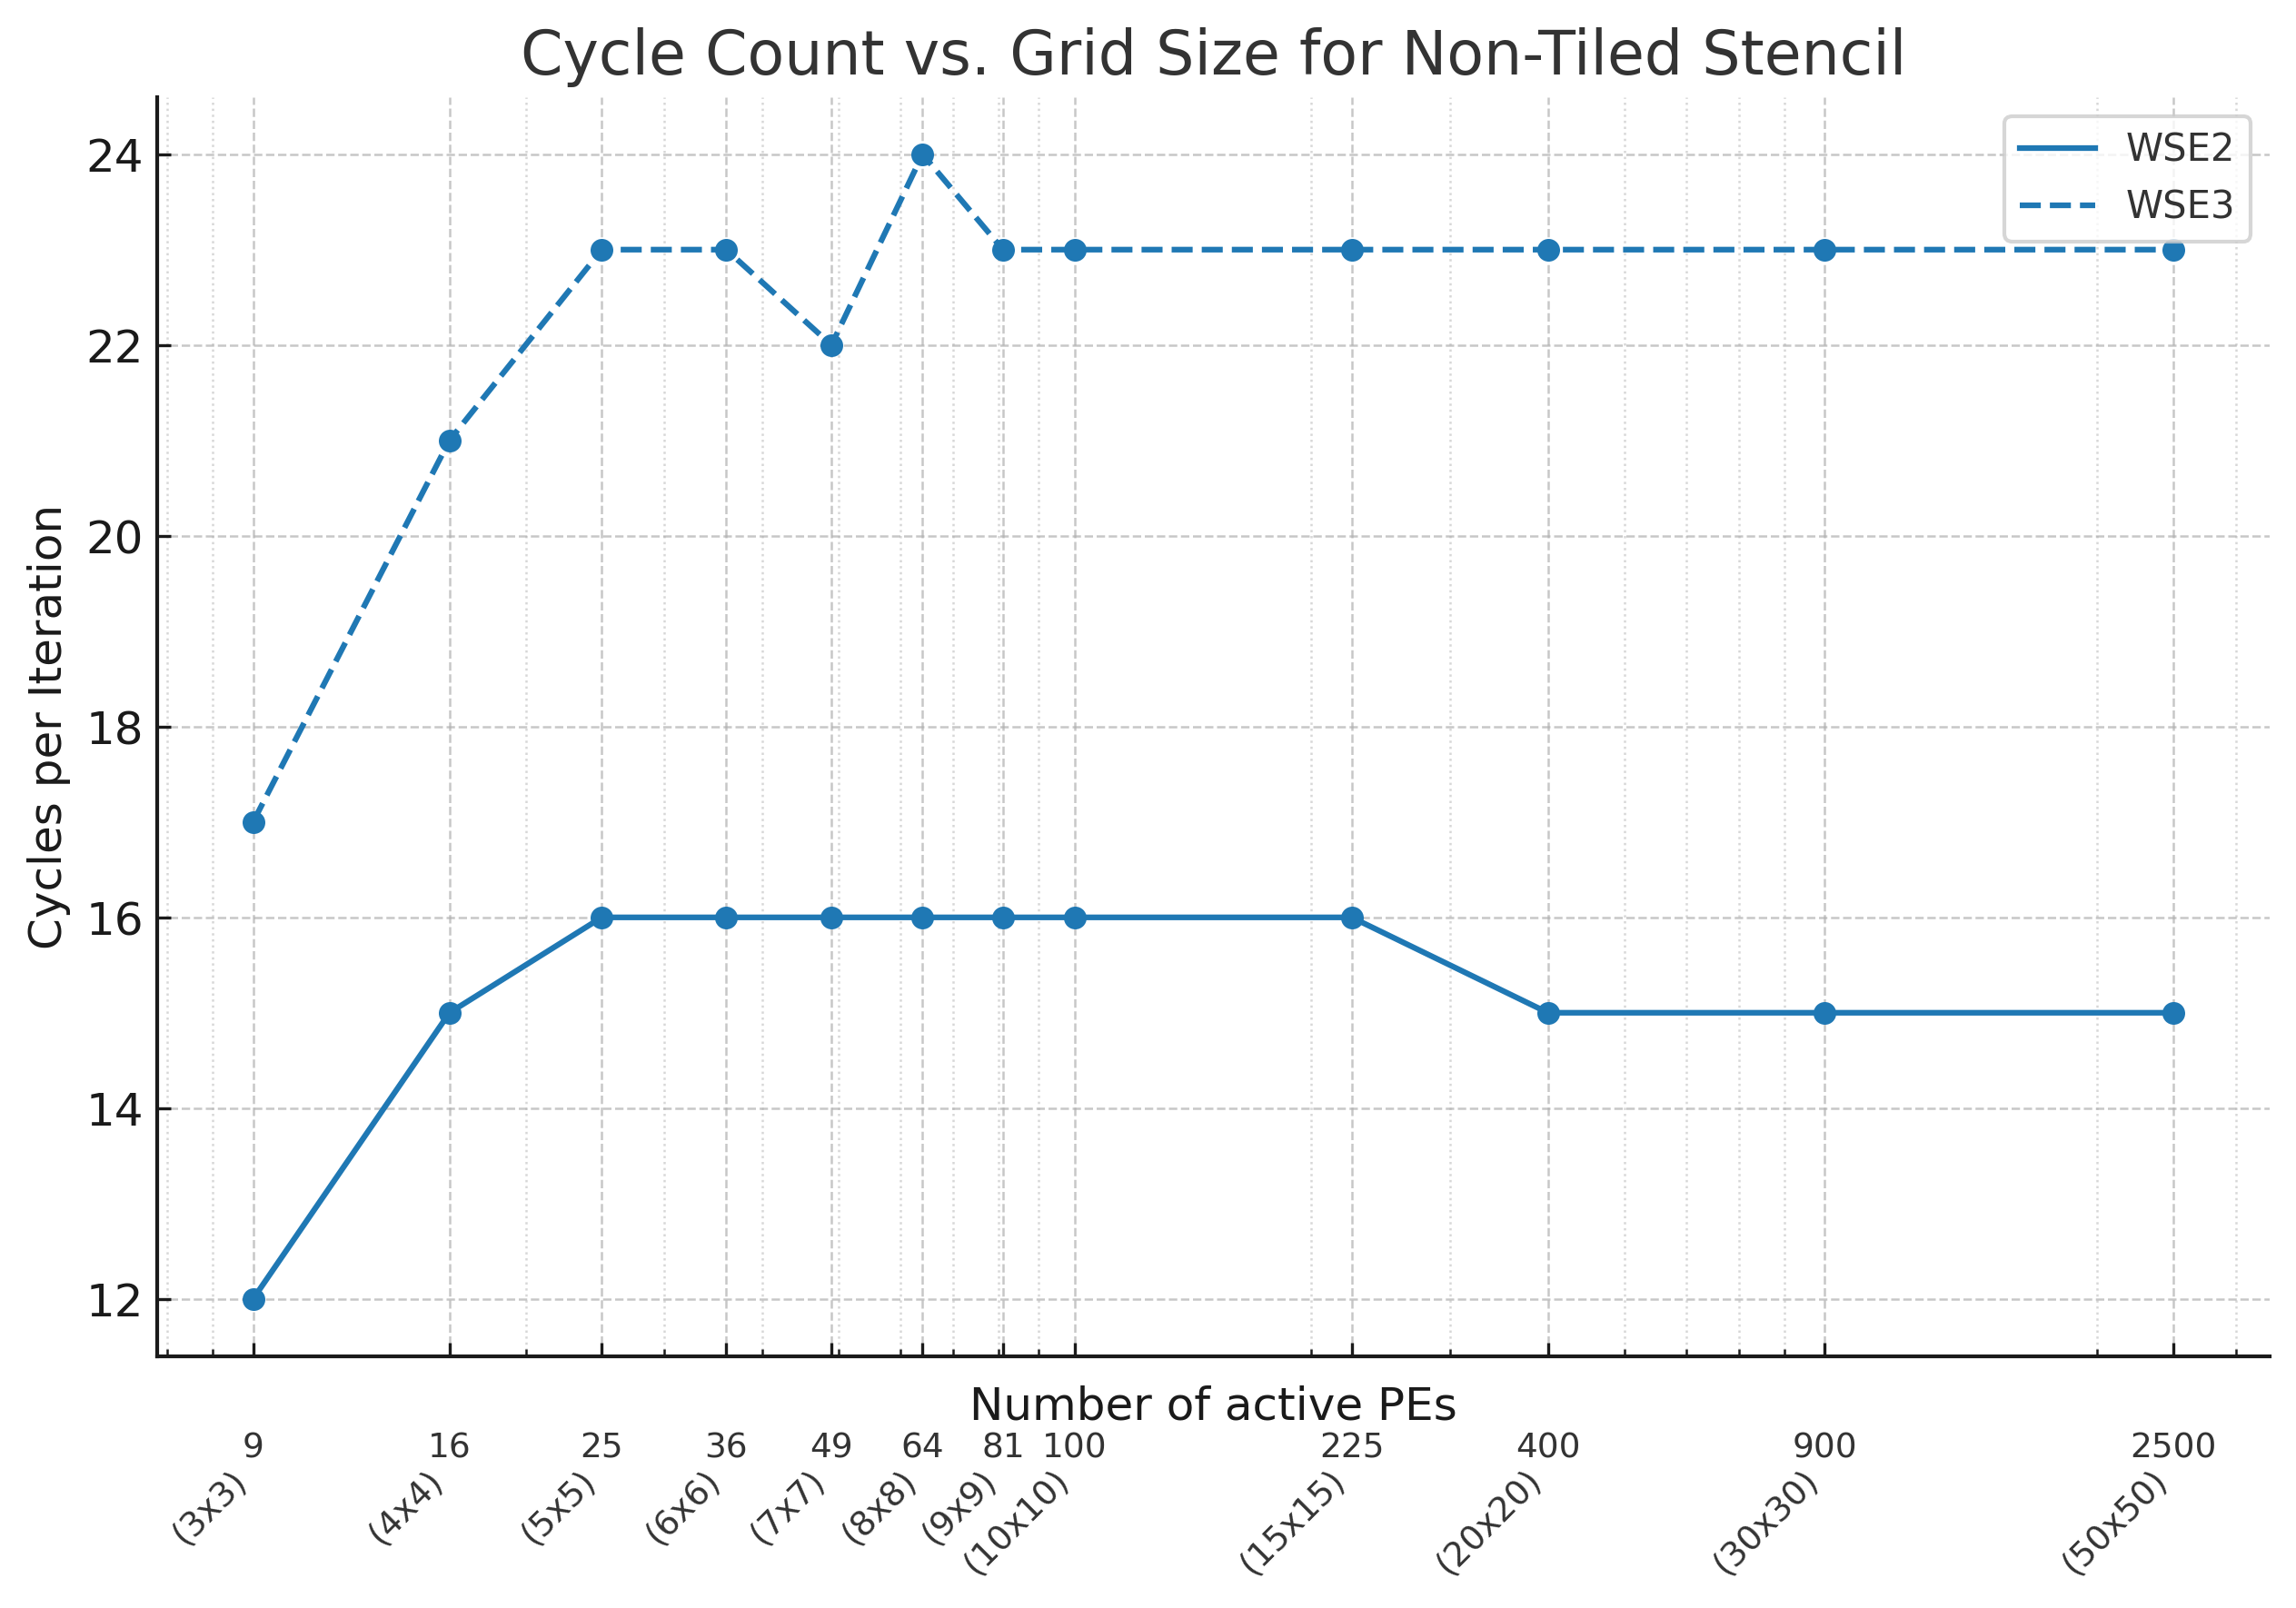 Cycle Count vs. Grid Size for Non-Tiled Stencil
WSE2
WSE3
Cycles per Iteration
24
22
20
18
16
14
12
Number of active PEs
9 16 25 36 49 64 81 100 225 400 900 2500
(3x3) (4x4) (5x5) (6x6) (7x7) (8x8) (9x9) (10x10) (15x15) (20x20) (30x30) (50x50)